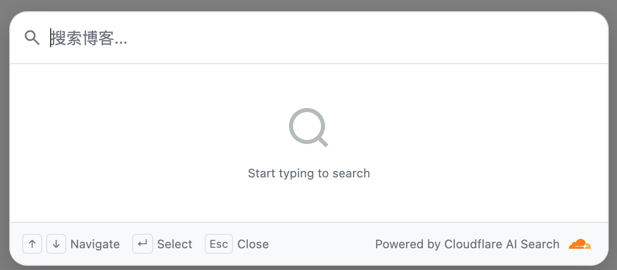 搜索博客...
Start typing to search
↑ ↓ Navigate ↵ Select Esc Close Powered by Cloudflare AI Search